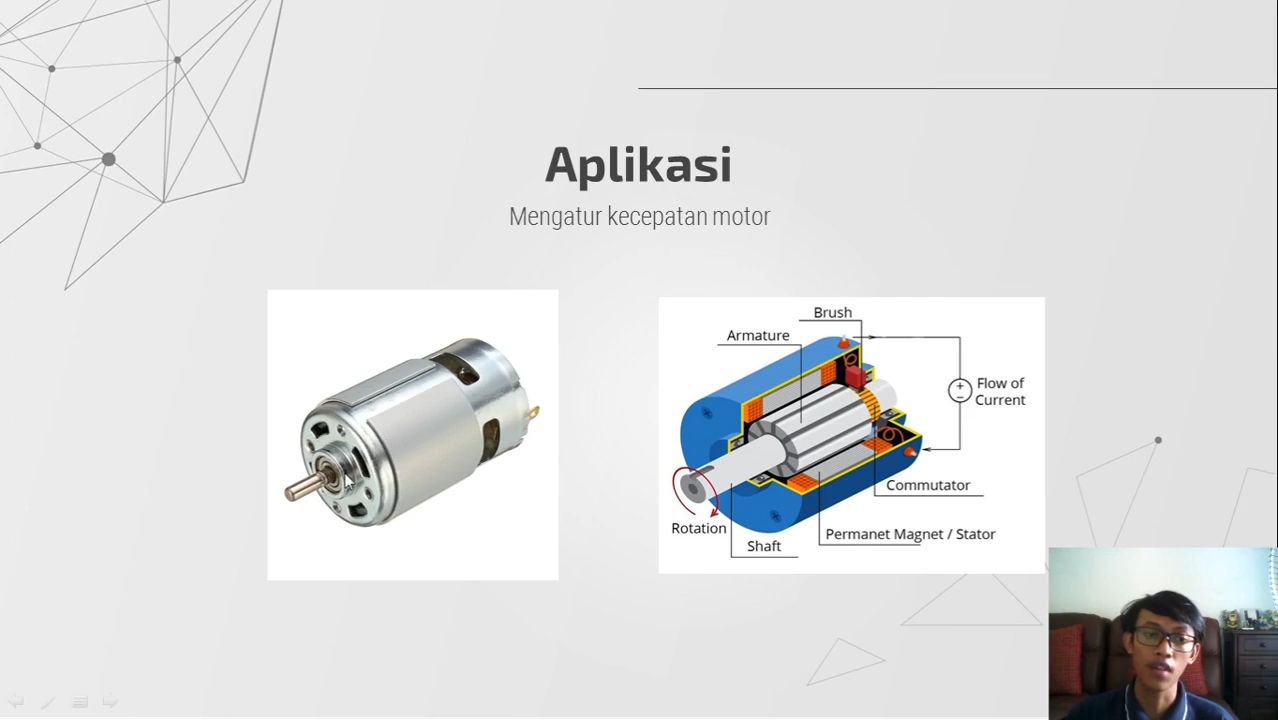 Aplikasi
Mengatur kecepatan motor
Brush
Armature
Flow of
Current
Commutator
Permanet Magnet / Stator
Rotation
Shaft